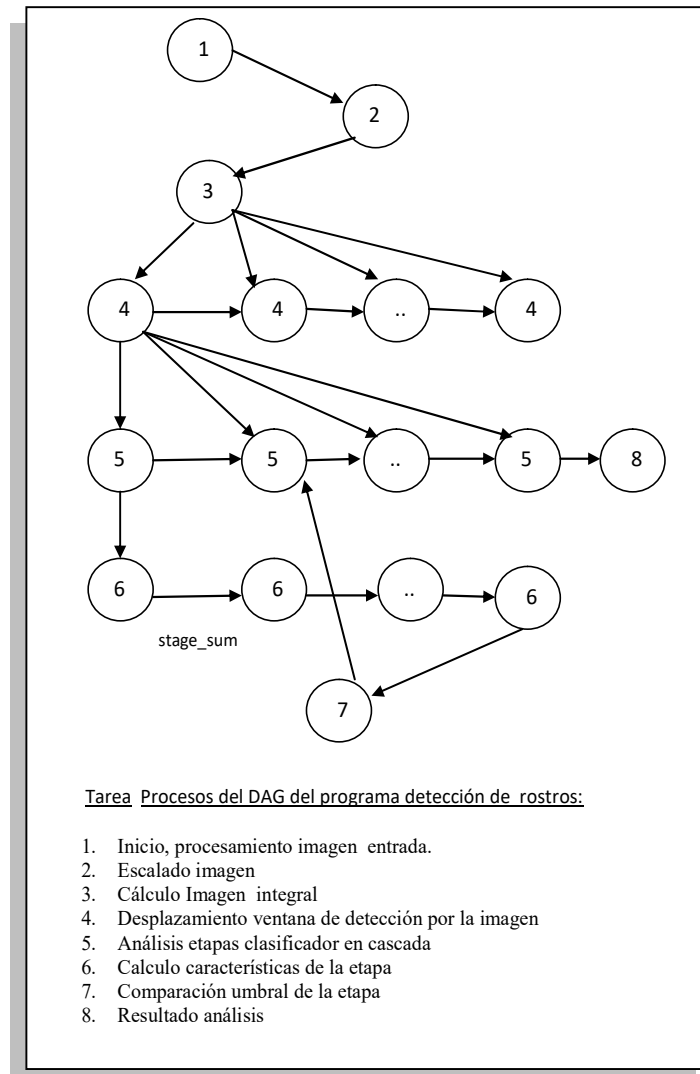 1
2
3
4 4 .. 4
5 5 .. 5 8
6 6 .. 6
stage_sum
7
Tarea Procesos del DAG del programa detección de rostros:
1. Inicio, procesamiento imagen entrada.
2. Escalado imagen
3. Cálculo Imagen integral
4. Desplazamiento ventana de detección por la imagen
5. Análisis etapas clasificador en cascada
6. Calculo características de la etapa
7. Comparación umbral de la etapa
8. Resultado análisis